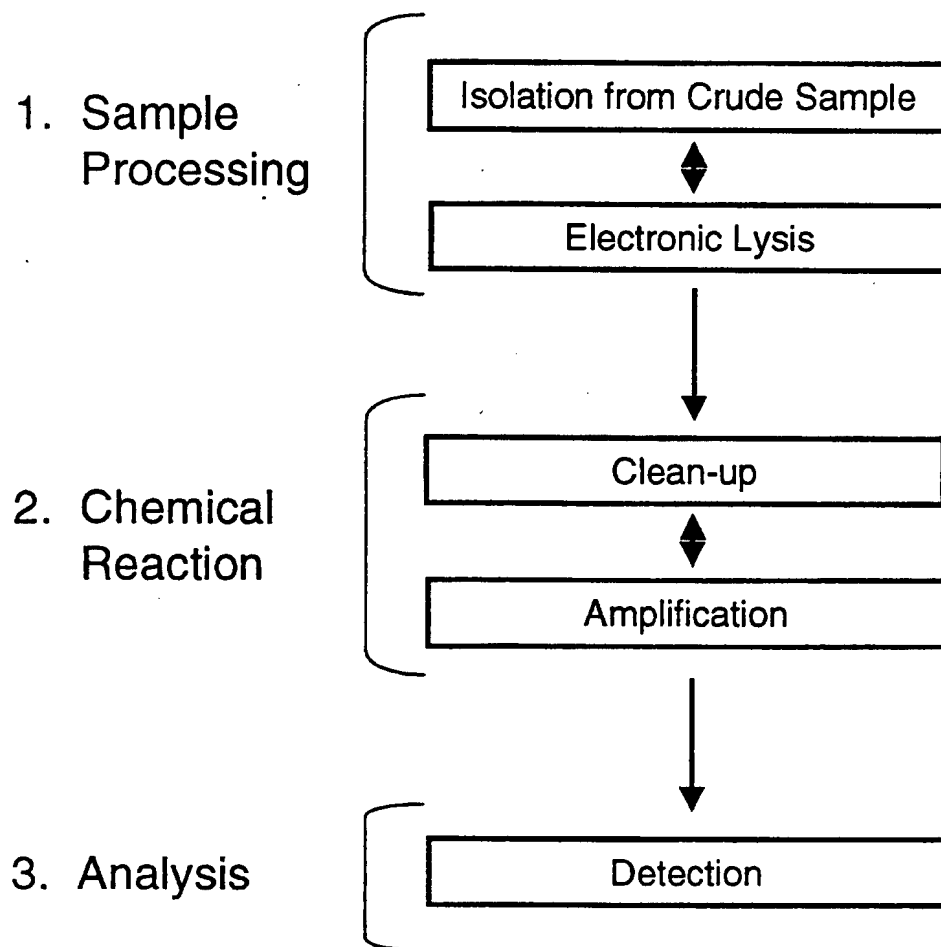 1. Sample
Processing
Isolation from Crude Sample
Electronic Lysis
2. Chemical
Reaction
Clean-up
Amplification
3. Analysis
Detection